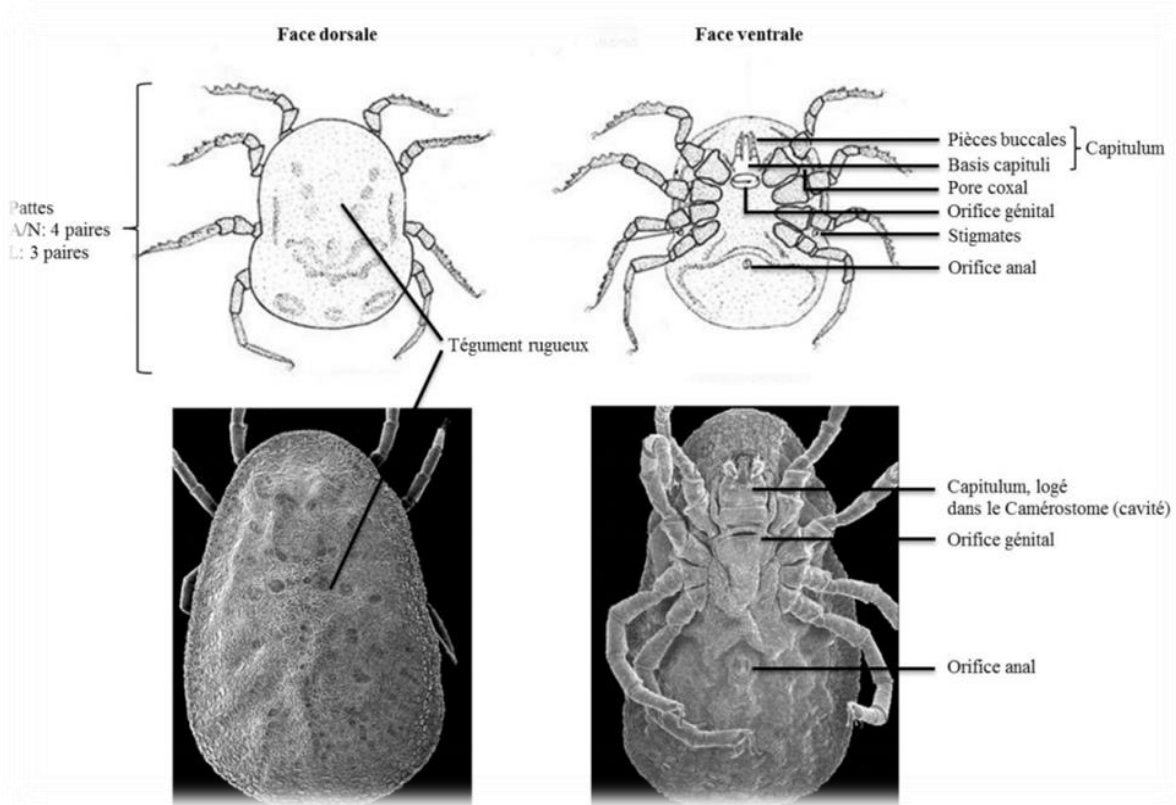 Face dorsale
Face ventrale
Pattes
A/N: 4 paires
L: 3 paires
Pièces buccales
Basis capituli
Capitulum
Pore coxal
Orifice génital
Stigmates
Orifice anal
Tégument rugueux
Capitulum, logé
dans le Camérostome (cavité)
Orifice génital
Orifice anal